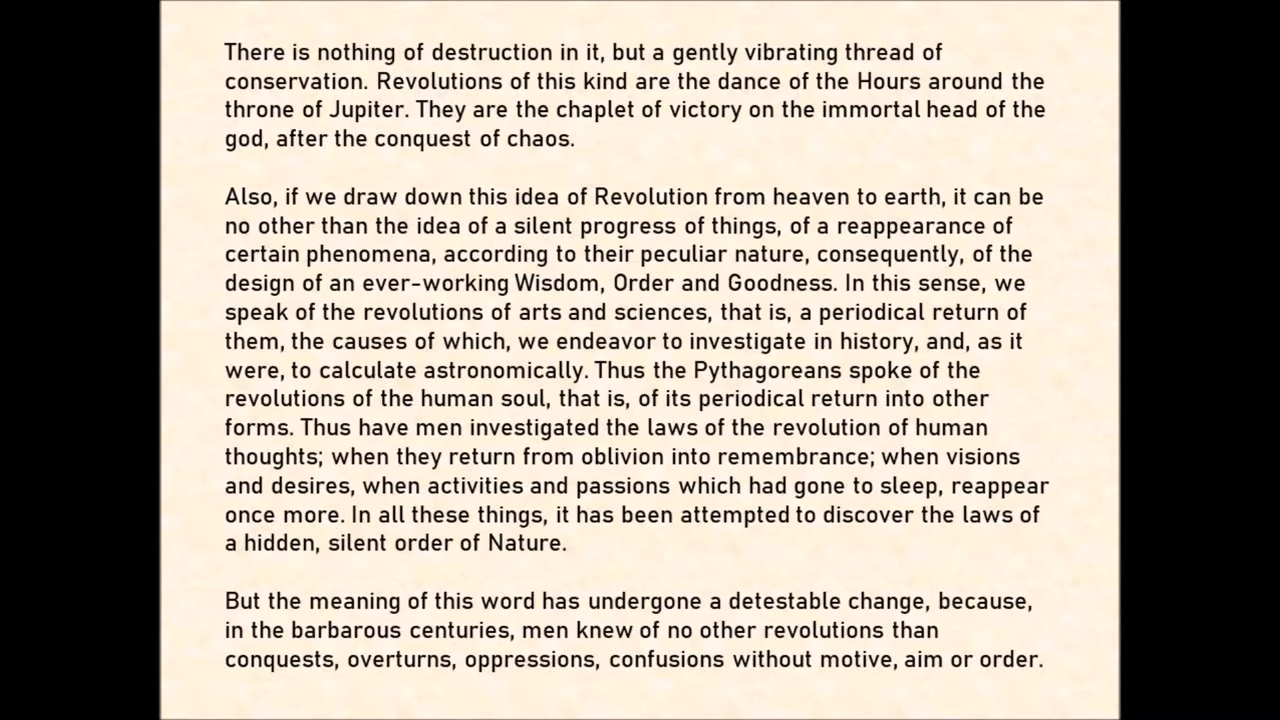 There is nothing of destruction in it, but a gently vibrating thread of
conservation. Revolutions of this kind are the dance of the Hours around the
throne of Jupiter. They are the chaplet of victory on the immortal head of the
god, after the conquest of chaos.
Also, if we draw down this idea of Revolution from heaven to earth, it can be
no other than the idea of a silent progress of things, of a reappearance of
certain phenomena, according to their peculiar nature, consequently, of the
design of an ever-working Wisdom, Order and Goodness. In this sense, we
speak of the revolutions of arts and sciences, that is, a periodical return of
them, the causes of which, we endeavor to investigate in history, and, as it
were, to calculate astronomically. Thus the Pythagoreans spoke of the
revolutions of the human soul, that is, of its periodical return into other
forms. Thus have men investigated the laws of the revolution of human
thoughts; when they return from oblivion into remembrance; when visions
and desires, when activities and passions which had gone to sleep, reappear
once more. In all these things, it has been attempted to discover the laws of
a hidden, silent order of Nature.
But the meaning of this word has undergone a detestable change, because,
in the barbarous centuries, men knew of no other revolutions than
conquests, overturns, oppressions, confusions without motive, aim or order.